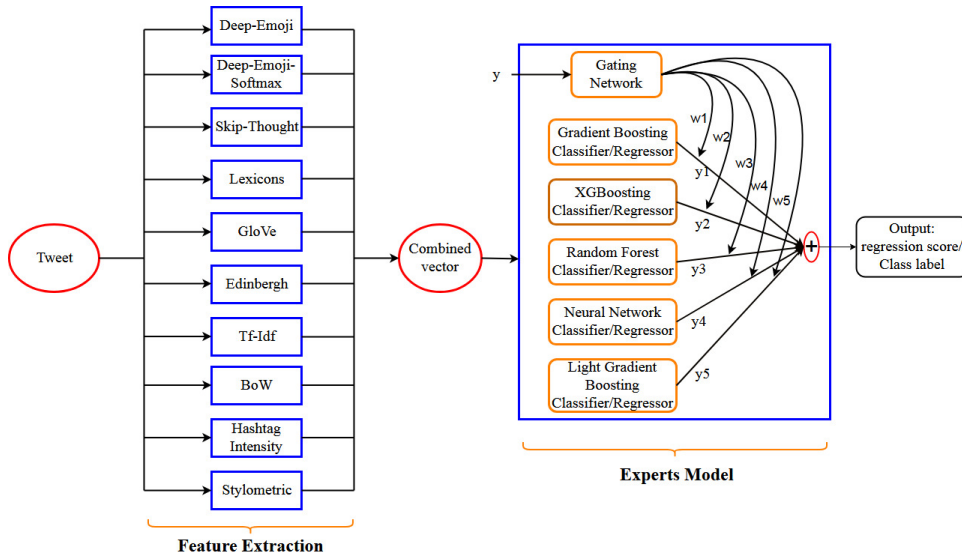 Tweet
Deep-Emoji
Deep-Emoji-
Softmax
Skip-Thought
Lexicons
GloVe
Edinbergh
Tf-Idf
BoW
Hashtag
Intensity
Stylometric
Feature Extraction
Combined
vector
y
Gating
Network
w1
w2
w3
w4
w5
Gradient Boosting
Classifier/Regressor
y1
XGBoosting
Classifier/Regressor
y2
Random Forest
Classifier/Regressor
y3
Neural Network
Classifier/Regressor
y4
Light Gradient
Boosting
Classifier/Regressor
y5
+
Experts Model
Output:
regression score/
Class label